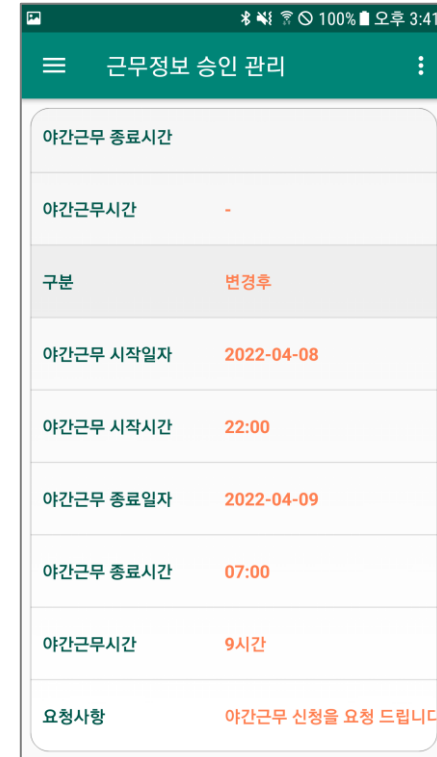 100% 오후 3:41
근무정보 승인 관리
야간근무 종료시간
야간근무시간 -
구분 변경후
야간근무 시작일자 2022-04-08
야간근무 시작시간 22:00
야간근무 종료일자 2022-04-09
야간근무 종료시간 07:00
야간근무시간 9시간
요청사항 야간근무 신청을 요청 드립니다